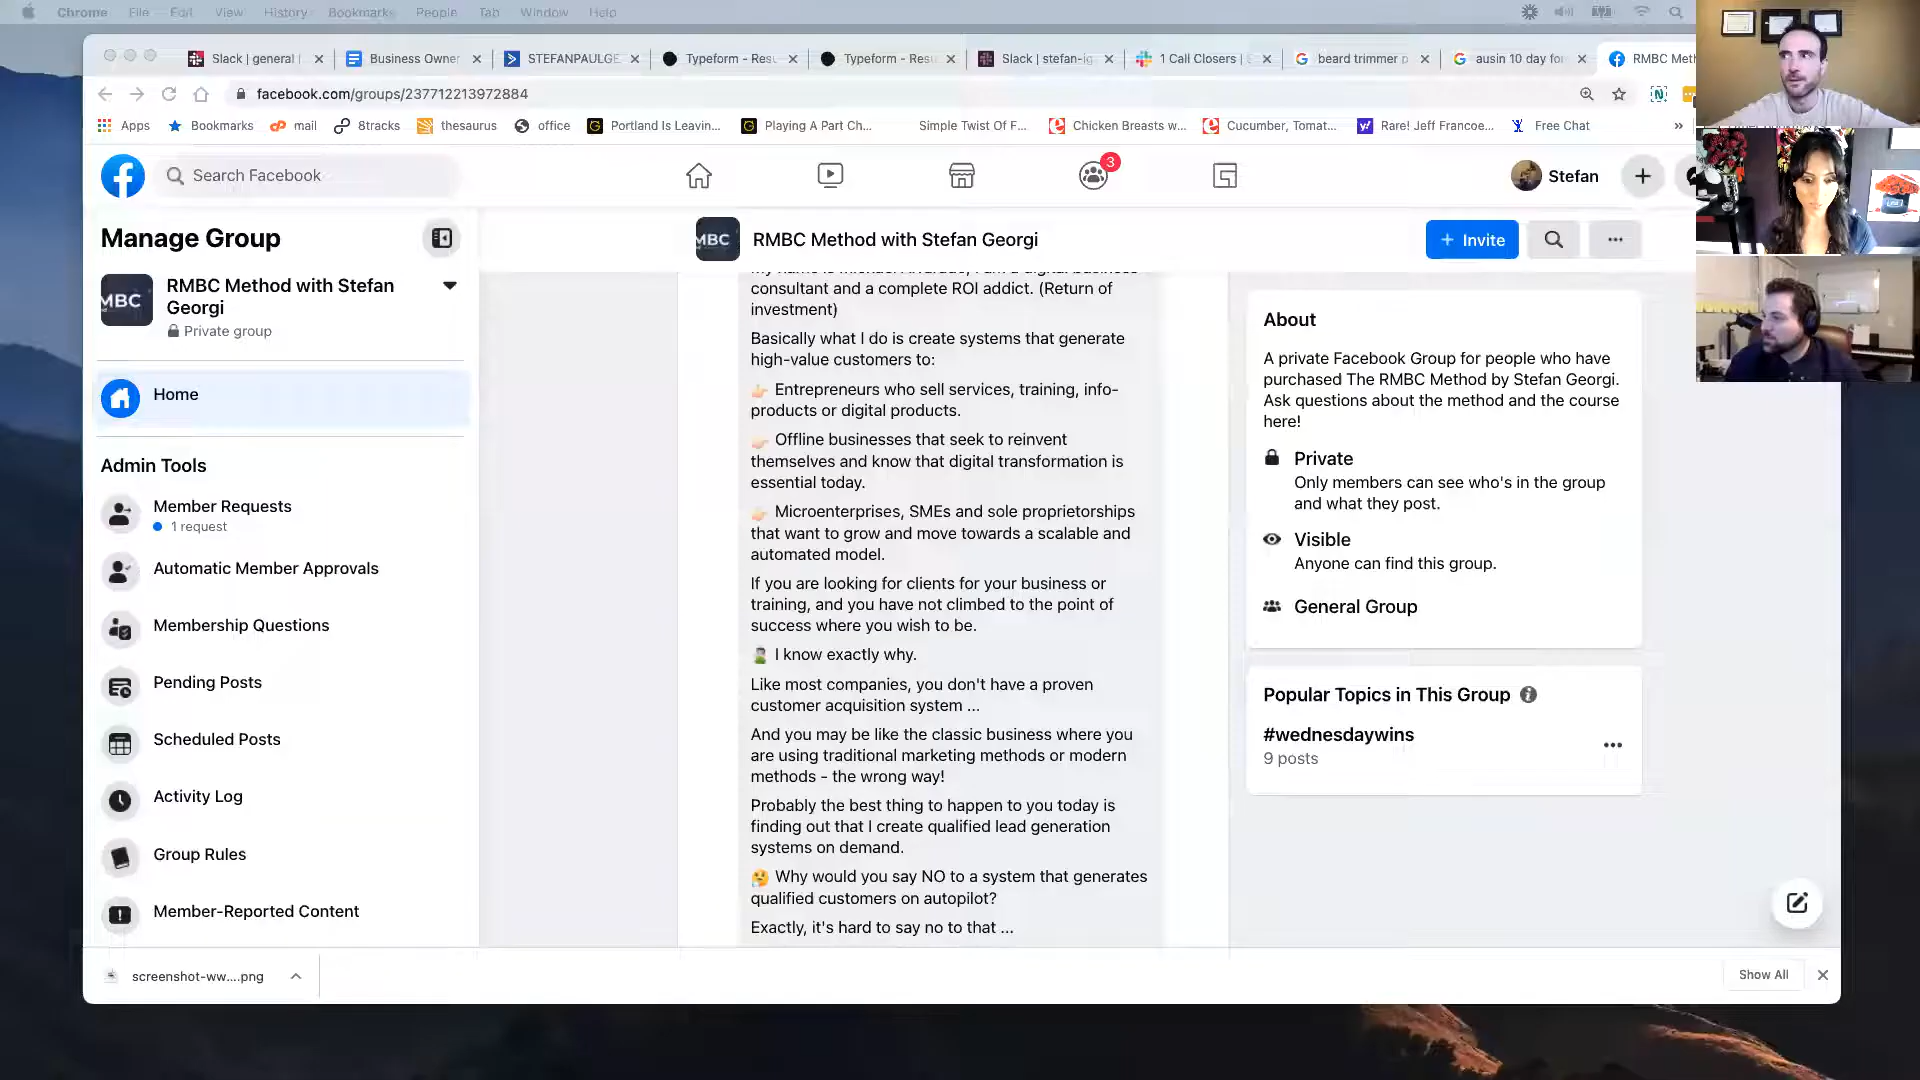 Chrome File Edit View History Bookmarks People Tab Window Help
Slack | general | Business Owner STEFANPAULGE Typeform - Resu Typeform - Resu Slack | stefan-ig 1 Call Closers | S beard trimmer p ausin 10 day for RMBC Meth
facebook.com/groups/237712213972884
Apps Bookmarks mail 8tracks thesaurus office Portland Is Leavin... Playing A Part Ch... Simple Twist Of F... Chicken Breasts w... Cucumber, Tomat... Rare! Jeff Francoe... Free Chat »
Search Facebook
3
Stefan
Manage Group
MBC
RMBC Method with Stefan
Georgi
Private group
Home
Admin Tools
Member Requests
1 request
Automatic Member Approvals
Membership Questions
Pending Posts
Scheduled Posts
Activity Log
Group Rules
Member-Reported Content
MBC
RMBC Method with Stefan Georgi
+ Invite
consultant and a complete ROI addict. (Return of
investment)
Basically what I do is create systems that generate
high-value customers to:
👉🏻 Entrepreneurs who sell services, training, info-
products or digital products.
👉🏻 Offline businesses that seek to reinvent
themselves and know that digital transformation is
essential today.
👉🏻 Microenterprises, SMEs and sole proprietorships
that want to grow and move towards a scalable and
automated model.
If you are looking for clients for your business or
training, and you have not climbed to the point of
success where you wish to be.
I know exactly why.
Like most companies, you don't have a proven
customer acquisition system ...
And you may be like the classic business where you
are using traditional marketing methods or modern
methods - the wrong way!
Probably the best thing to happen to you today is
finding out that I create qualified lead generation
systems on demand.
🤔 Why would you say NO to a system that generates
qualified customers on autopilot?
Exactly, it's hard to say no to that ...
About
A private Facebook Group for people who have
purchased The RMBC Method by Stefan Georgi.
Ask questions about the method and the course
here!
Private
Only members can see who's in the group
and what they post.
Visible
Anyone can find this group.
General Group
Popular Topics in This Group
#wednesdaywins
9 posts
screenshot-ww....png
Show All